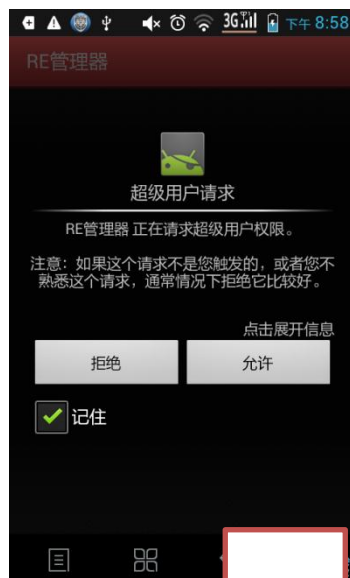 3G
下午 8:58
RE管理器
超级用户请求
RE管理器 正在请求超级用户权限。
注意：如果这个请求不是您触发的，或者您不
熟悉这个请求，通常情况下拒绝它比较好。
点击展开信息
拒绝
允许
记住